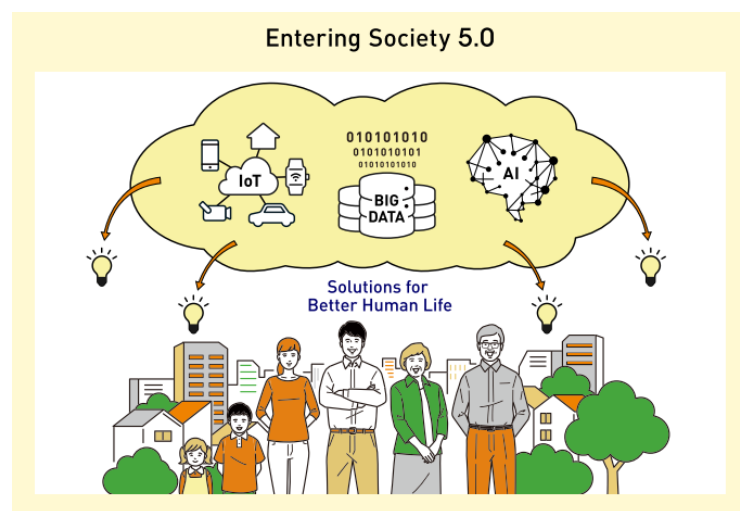 Entering Society 5.0
010101010
0101010101
01010101010
IoT
BIG
DATA
AI
Solutions for
Better Human Life